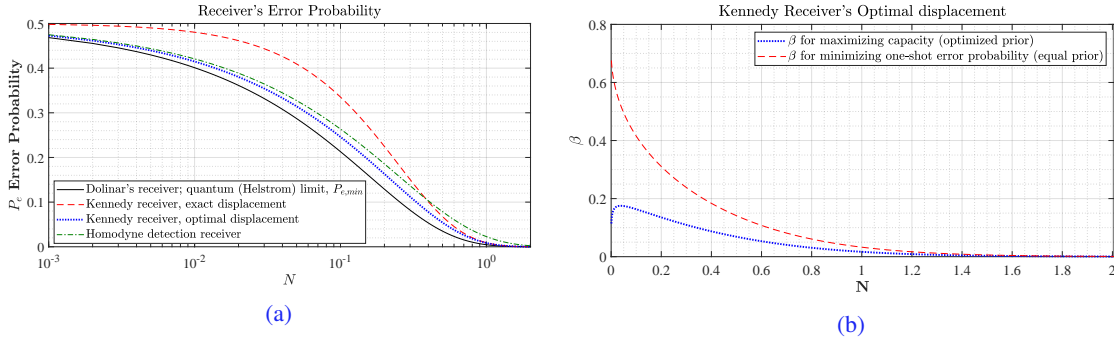 Receiver's Error Probability
0.5
0.4
0.3
0.2
0.1
0
P_e Error Probability
Dolinar's receiver; quantum (Helstrom) limit, P_{e,min}
Kennedy receiver, exact displacement
Kennedy receiver, optimal displacement
Homodyne detection receiver
10^{-3}
10^{-2}
10^{-1}
10^{0}
N
(a)
Kennedy Receiver's Optimal displacement
0.8
0.6
0.4
0.2
0
β
β for maximizing capacity (optimized prior)
β for minimizing one-shot error probability (equal prior)
0 0.2 0.4 0.6 0.8 1 1.2 1.4 1.6 1.8 2
N
(b)